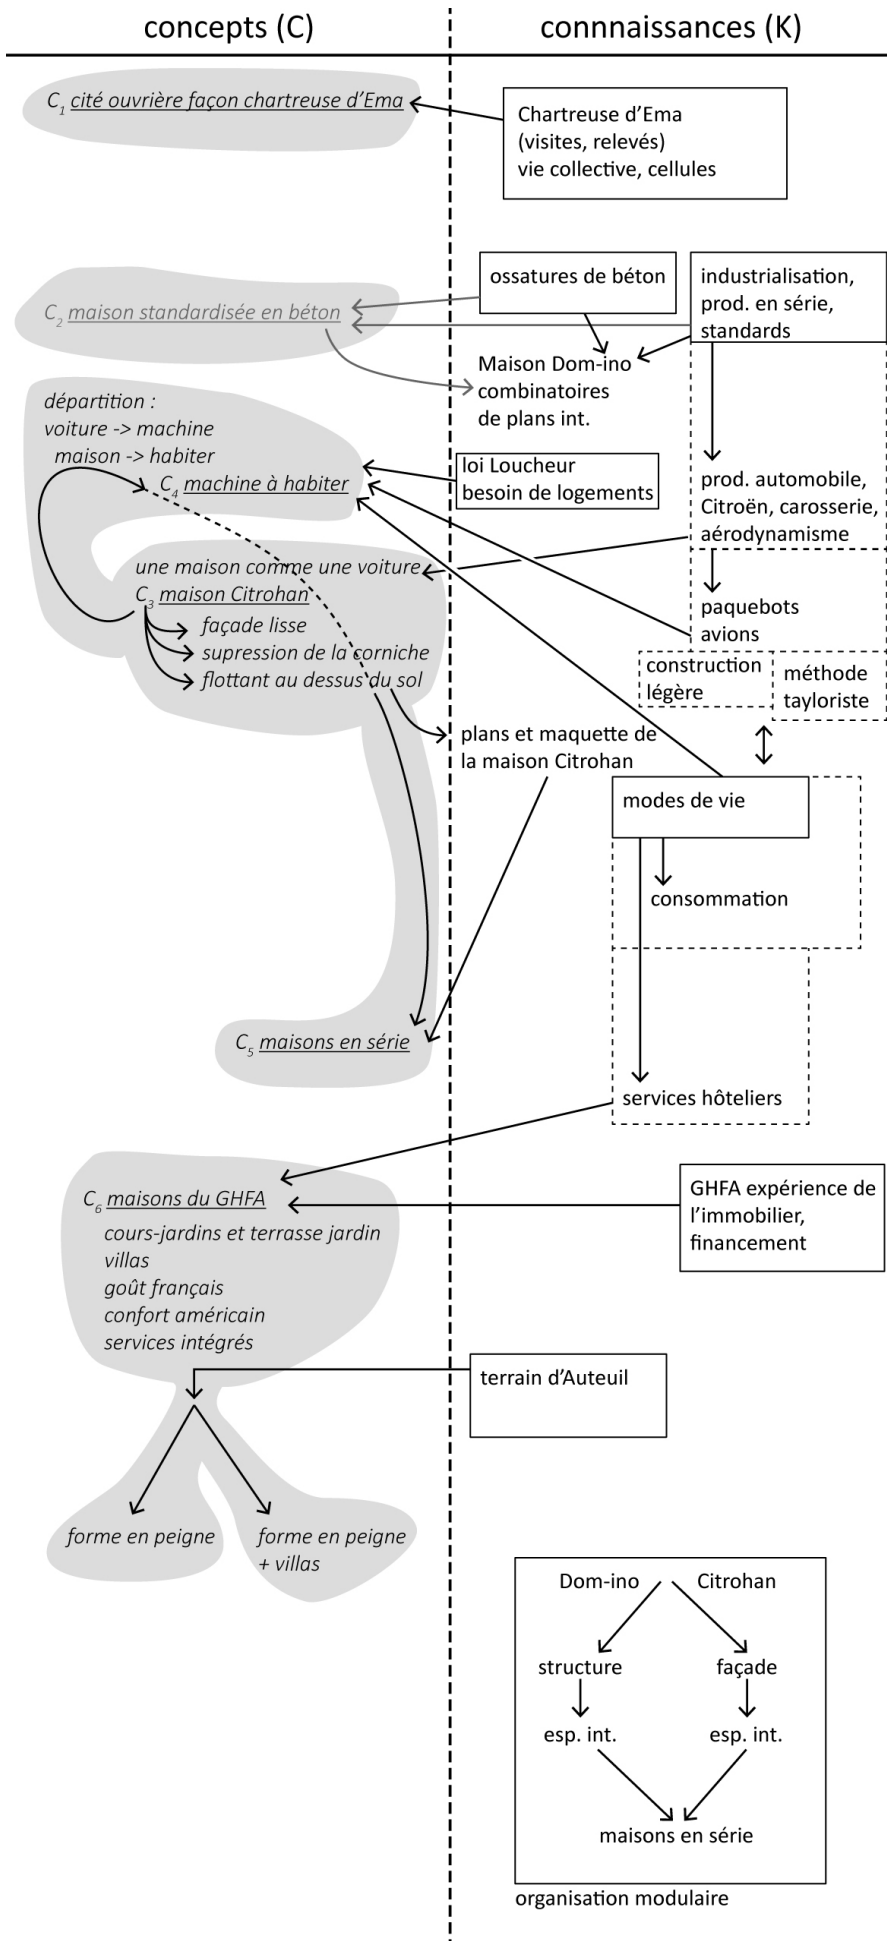 concepts (C)
connnaissances (K)
C1 cité ouvrière façon chartreuse d'Ema
Chartreuse d'Ema
(visites, relevés)
vie collective, cellules
ossatures de béton
industrialisation,
prod. en série,
standards
C2 maison standardisée en béton
Maison Dom-ino
combinatoires
de plans int.
départition :
voiture -> machine
maison -> habiter
C4 machine à habiter
loi Loucheur
besoin de logements
prod. automobile,
Citroën, carosserie,
aérodynamisme
une maison comme une voiture
C3 maison Citrohan
façade lisse
supression de la corniche
flottant au dessus du sol
paquebots
avions
construction
légère
méthode
tayloriste
plans et maquette de
la maison Citrohan
modes de vie
consommation
C5 maisons en série
services hôteliers
C6 maisons du GHFA
cours-jardins et terrasse jardin
villas
goût français
confort américain
services intégrés
GHFA expérience de
l'immobilier,
financement
terrain d'Auteuil
forme en peigne
forme en peigne
+ villas
Dom-ino
Citrohan
structure
façade
esp. int.
esp. int.
maisons en série
organisation modulaire